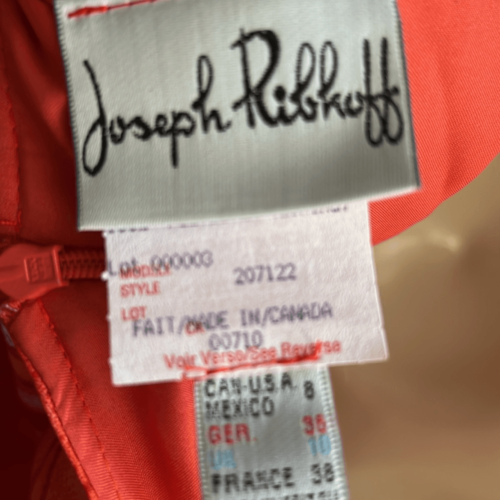 Joseph Ribkoff
Lot 000003
MODELE
STYLE 207122
LOT
FAIT/MADE IN/CANADA
00710
Voir Verso/See Reverse
CAN-U.S.A. 8
MEXICO
GER. 36
UK 10
FRANCE 38